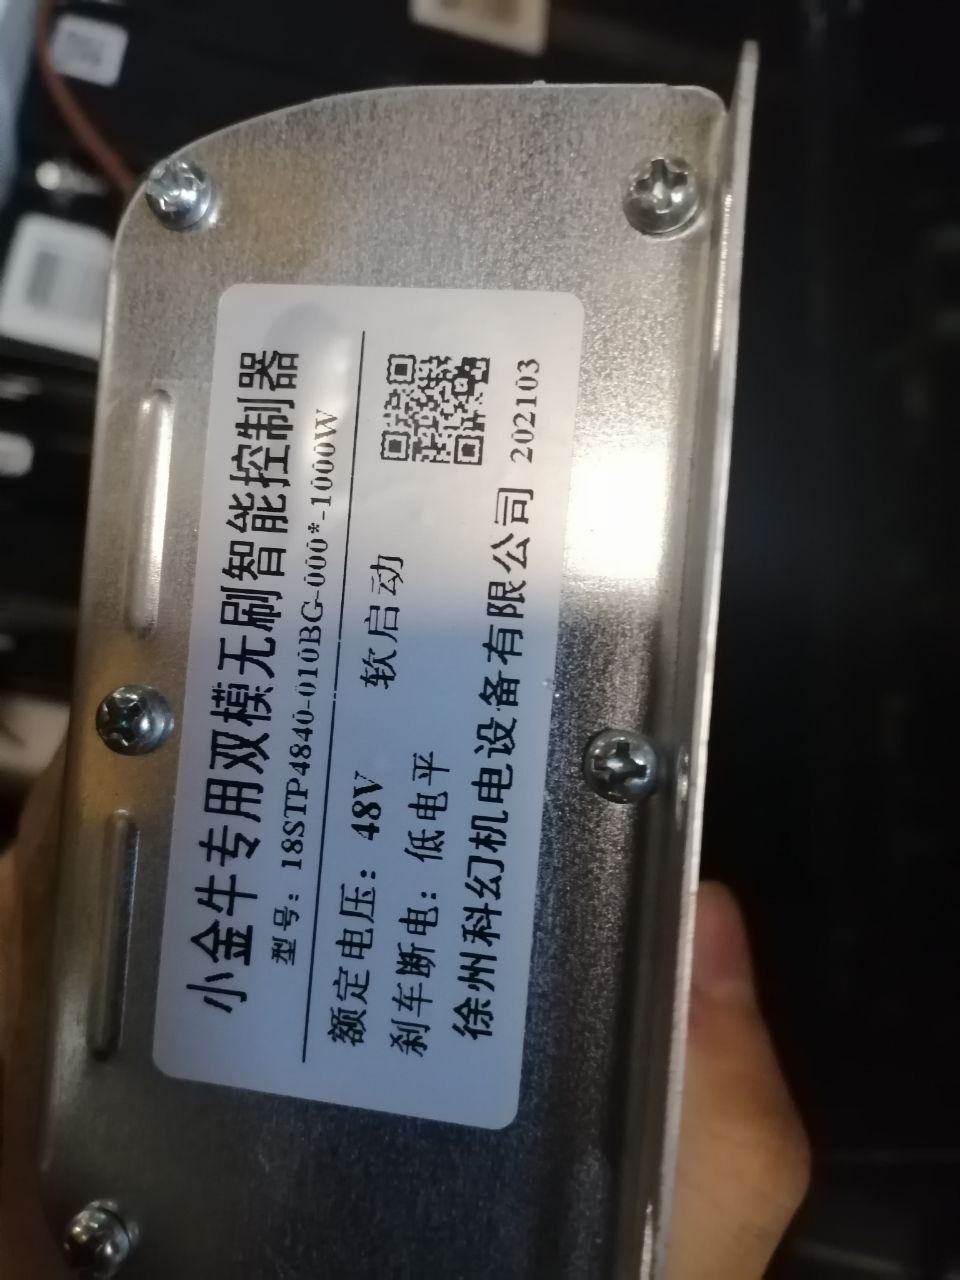 小金牛专用双模无刷智能控制器
型号：18STP4840-010BG-000*-1000W
额定电压：48V 软启动
刹车断电：低电平
徐州科幻机电设备有限公司 202103